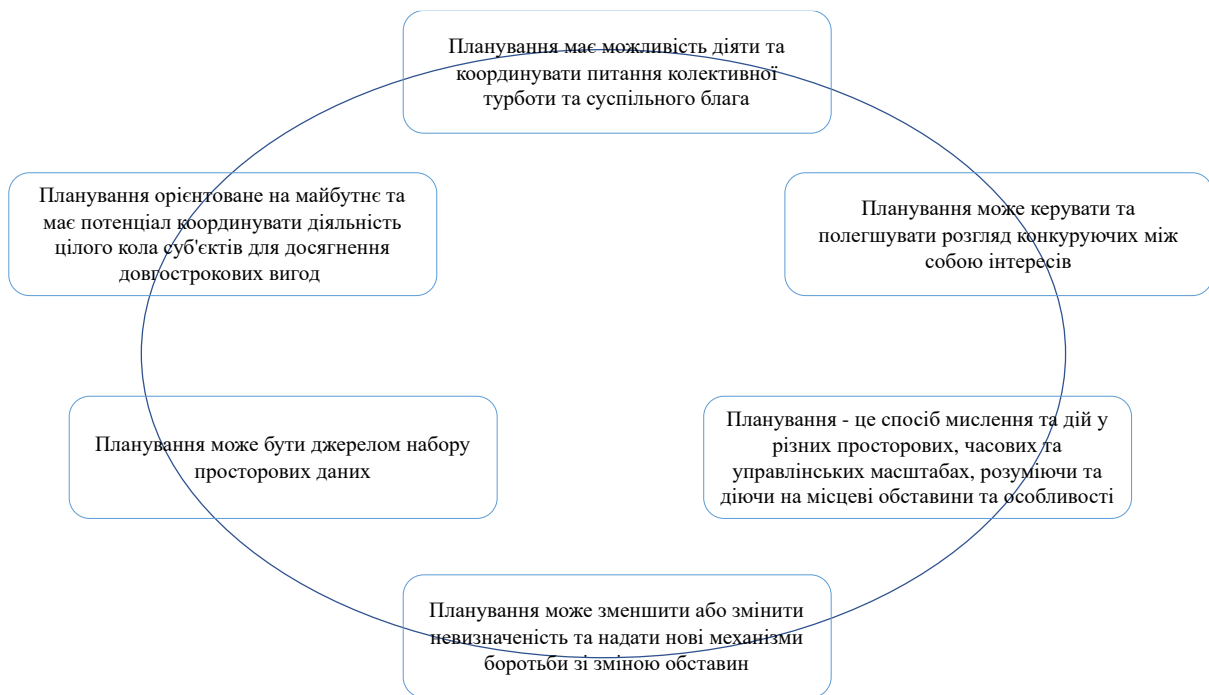 Планування має можливість діяти та
координувати питання колективної
турботи та суспільного блага
Планування орієнтоване на майбутнє та
має потенціал координувати діяльність
цілого кола суб'єктів для досягнення
довгострокових вигод
Планування може керувати та
полегшувати розгляд конкуруючих між
собою інтересів
Планування може бути джерелом набору
просторових даних
Планування - це спосіб мислення та дій у
різних просторових, часових та
управлінських масштабах, розуміючи та
діючи на місцеві обставини та особливості
Планування може зменшити або змінити
невизначеність та надати нові механізми
боротьби зі зміною обставин